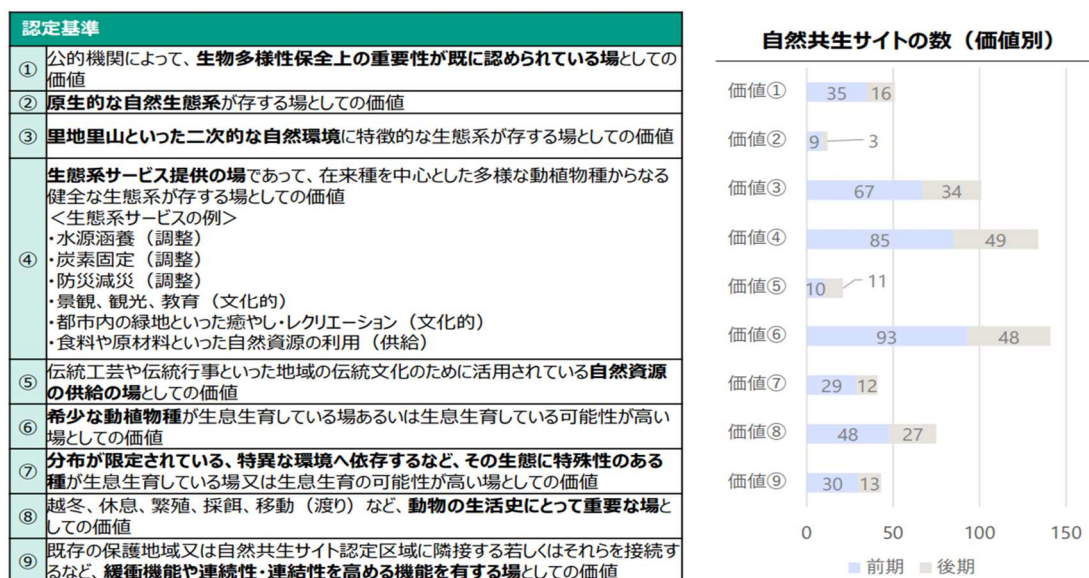 認定基準
① 公的機関によって、生物多様性保全上の重要性が既に認められている場としての
価値
② 原生的な自然生態系が存する場としての価値
③ 里地里山といった二次的な自然環境に特徴的な生態系が存する場としての価値
④ 生態系サービス提供の場であって、在来種を中心とした多様な動植物種からなる
健全な生態系が存する場としての価値
＜生態系サービスの例＞
・水源涵養（調整）
・炭素固定（調整）
・防災減災（調整）
・景観、観光、教育（文化的）
・都市内の緑地といった癒やし・レクリエーション（文化的）
・食料や原材料といった自然資源の利用（供給）
⑤ 伝統工芸や伝統行事といった地域の伝統文化のために活用されている自然資源
の供給の場としての価値
⑥ 希少な動植物種が生息生育している場あるいは生息生育している可能性が高い
場としての価値
⑦ 分布が限定されている、特異な環境へ依存するなど、その生態に特殊性のある
種が生息生育している場又は生息生育の可能性が高い場としての価値
⑧ 越冬、休息、繁殖、採餌、移動（渡り）など、動物の生活史にとって重要な場と
しての価値
⑨ 既存の保護地域又は自然共生サイト認定区域に隣接する若しくはそれらを接続す
るなど、緩衝機能や連続性・連結性を高める機能を有する場としての価値
自然共生サイトの数（価値別）
価値① 35 16
価値② 9 3
価値③ 67 34
価値④ 85 49
価値⑤ 10 11
価値⑥ 93 48
価値⑦ 29 12
価値⑧ 48 27
価値⑨ 30 13
0 50 100 150
前期 後期